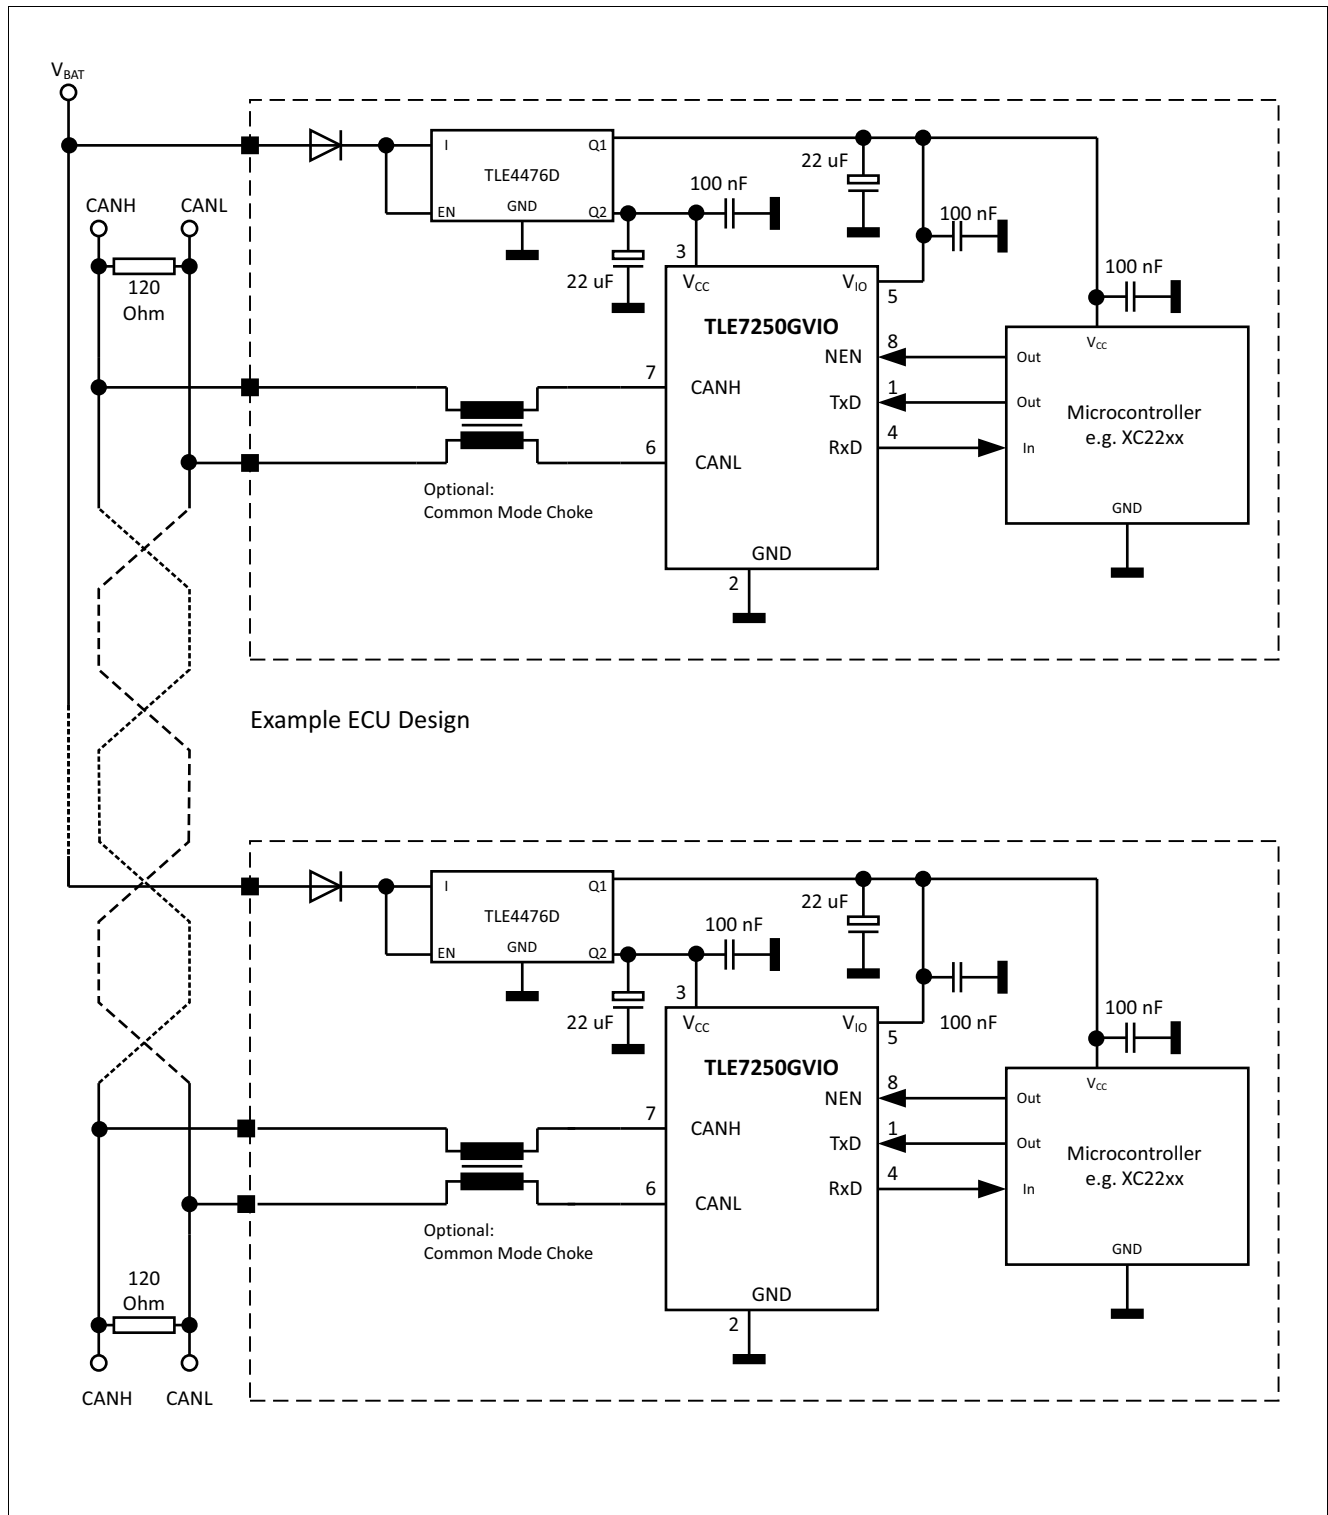 V_BAT
CANH
CANL
120
Ohm
I
Q1
TLE4476D
EN
GND
Q2
22 uF
100 nF
22 uF
100 nF
100 nF
3
V_CC
V_IO
5
TLE7250GVIO
NEN
8
7
CANH
TxD
1
6
CANL
RxD
4
GND
2
V_CC
Out
Out
In
Microcontroller
e.g. XC22xx
GND
Optional:
Common Mode Choke
Example ECU Design
I
Q1
TLE4476D
EN
GND
Q2
22 uF
100 nF
22 uF
100 nF
100 nF
3
V_CC
V_IO
5
TLE7250GVIO
NEN
8
7
CANH
TxD
1
6
CANL
RxD
4
GND
2
V_CC
Out
Out
In
Microcontroller
e.g. XC22xx
GND
Optional:
Common Mode Choke
120
Ohm
CANH
CANL